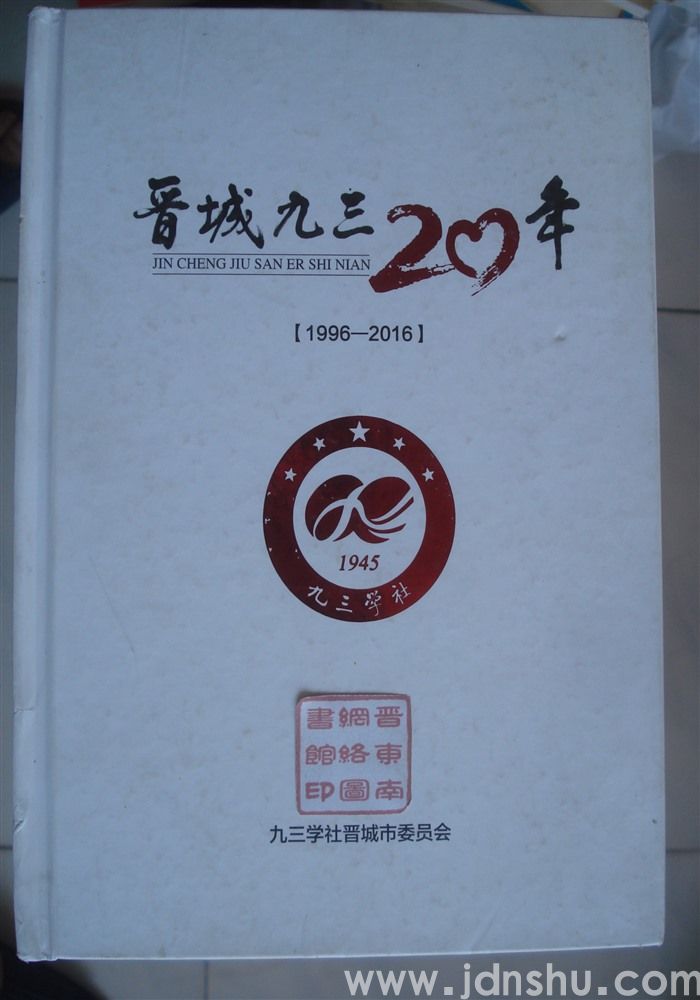 晋城九三20年
JIN CHENG JIU SAN ER SHI NIAN
【1996—2016】
1945
九三学社
晋東南
網絡圖
書館印
九三学社晋城市委员会
www.jdnshu.com